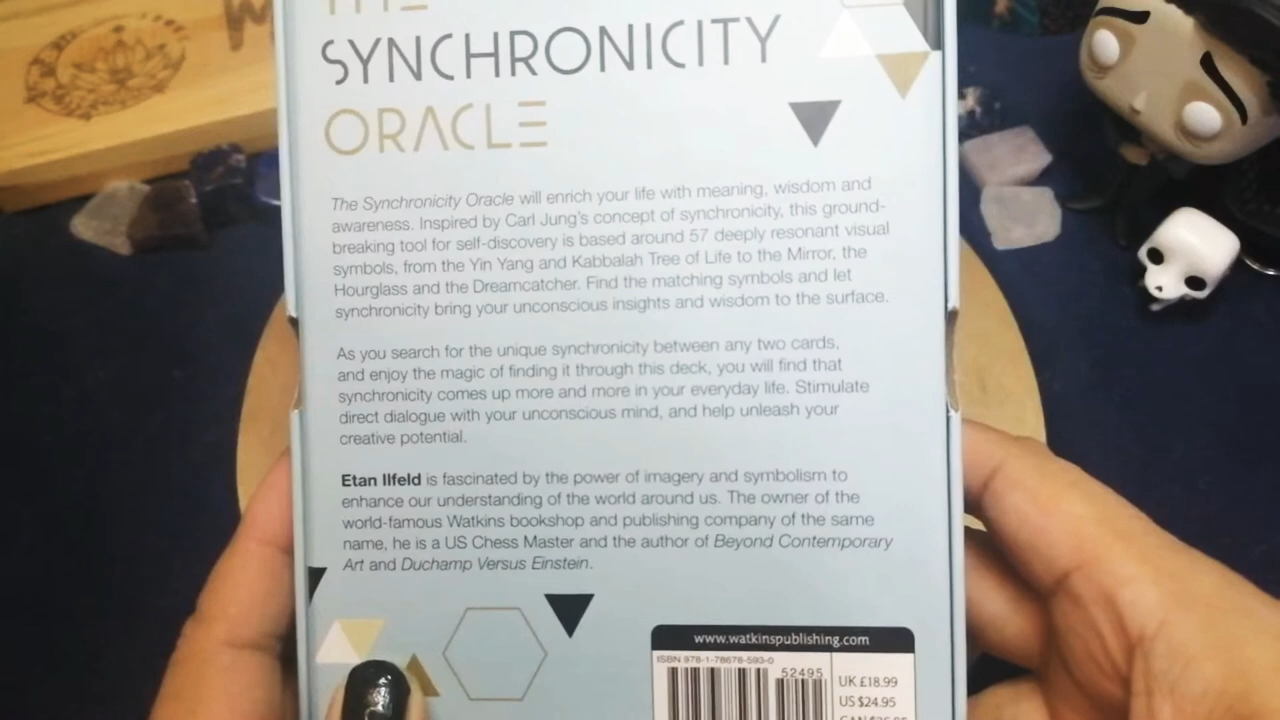 THE
SYNCHRONICITY
ORACLE
The Synchronicity Oracle will enrich your life with meaning, wisdom and
awareness. Inspired by Carl Jung's concept of synchronicity, this ground-
breaking tool for self-discovery is based around 57 deeply resonant visual
symbols, from the Yin Yang and Kabbalah Tree of Life to the Mirror, the
Hourglass and the Dreamcatcher. Find the matching symbols and let
synchronicity bring your unconscious insights and wisdom to the surface.
As you search for the unique synchronicity between any two cards,
and enjoy the magic of finding it through this deck, you will find that
synchronicity comes up more and more in your everyday life. Stimulate
direct dialogue with your unconscious mind, and help unleash your
creative potential.
Etan Ilfeld is fascinated by the power of imagery and symbolism to
enhance our understanding of the world around us. The owner of the
world-famous Watkins bookshop and publishing company of the same
name, he is a US Chess Master and the author of Beyond Contemporary
Art and Duchamp Versus Einstein.
www.watkinspublishing.com
ISBN 978-1-78678-593-0
52495
UK £18.99
US $24.95